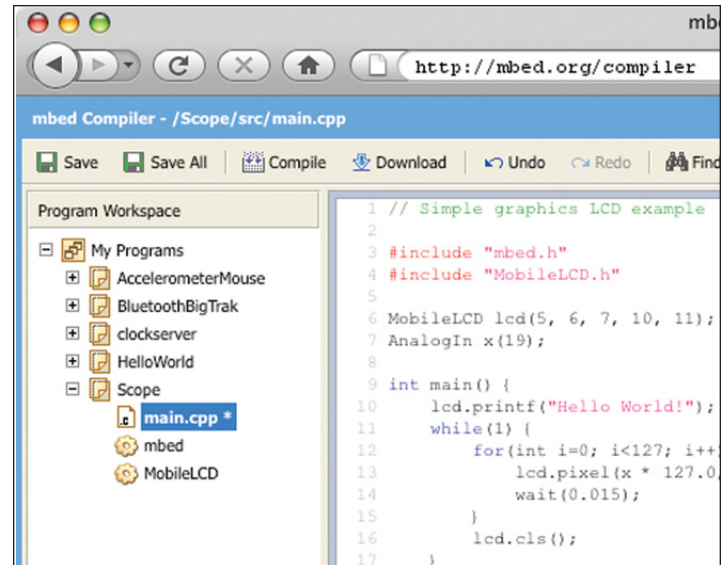 mb
http://mbed.org/compiler
mbed Compiler - /Scope/src/main.cpp
Save Save All Compile Download Undo Redo Find
Program Workspace
My Programs
AccelerometerMouse
BluetoothBigTrak
clockserver
HelloWorld
Scope
.c main.cpp *
mbed
MobileLCD
1 // Simple graphics LCD example
2
3 #include "mbed.h"
4 #include "MobileLCD.h"
5
6 MobileLCD lcd(5, 6, 7, 10, 11);
7 AnalogIn x(19);
8
9 int main() {
10 lcd.printf("Hello World!");
11 while(1) {
12 for(int i=0; i<127; i++
13 lcd.pixel(x * 127.0,
14 wait(0.015);
15 }
16 lcd.cls();
17 }